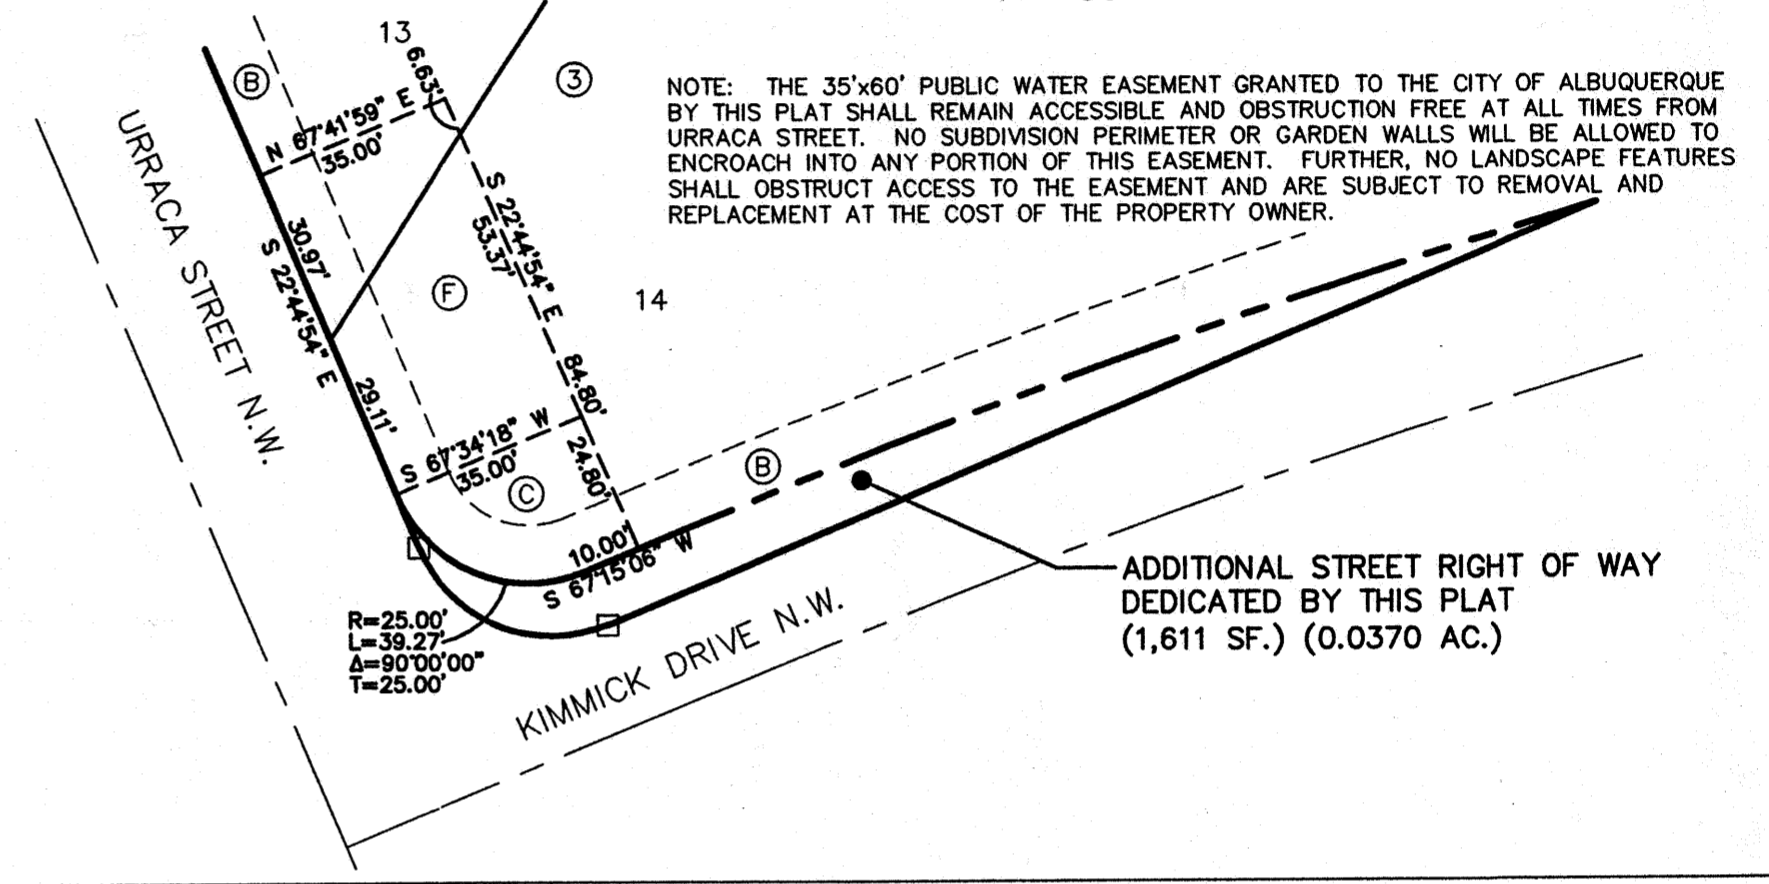 13
6.63'
B
3
N 67°41'59" E
35.00'
NOTE: THE 35'x60' PUBLIC WATER EASEMENT GRANTED TO THE CITY OF ALBUQUERQUE
BY THIS PLAT SHALL REMAIN ACCESSIBLE AND OBSTRUCTION FREE AT ALL TIMES FROM
URRACA STREET. NO SUBDIVISION PERIMETER OR GARDEN WALLS WILL BE ALLOWED TO
ENCROACH INTO ANY PORTION OF THIS EASEMENT. FURTHER, NO LANDSCAPE FEATURES
SHALL OBSTRUCT ACCESS TO THE EASEMENT AND ARE SUBJECT TO REMOVAL AND
REPLACEMENT AT THE COST OF THE PROPERTY OWNER.
URRACA STREET N.W.
30.97'
S 22°44'54" E
29.11'
S 22°44'54" E
53.37'
F
14
84.80'
24.80'
S 67°34'18" W
35.00'
C
B
10.00'
S 67°15'06" W
R=25.00'
L=39.27'
Δ=90°00'00"
T=25.00'
KIMMICK DRIVE N.W.
ADDITIONAL STREET RIGHT OF WAY
DEDICATED BY THIS PLAT
(1,611 SF.) (0.0370 AC.)